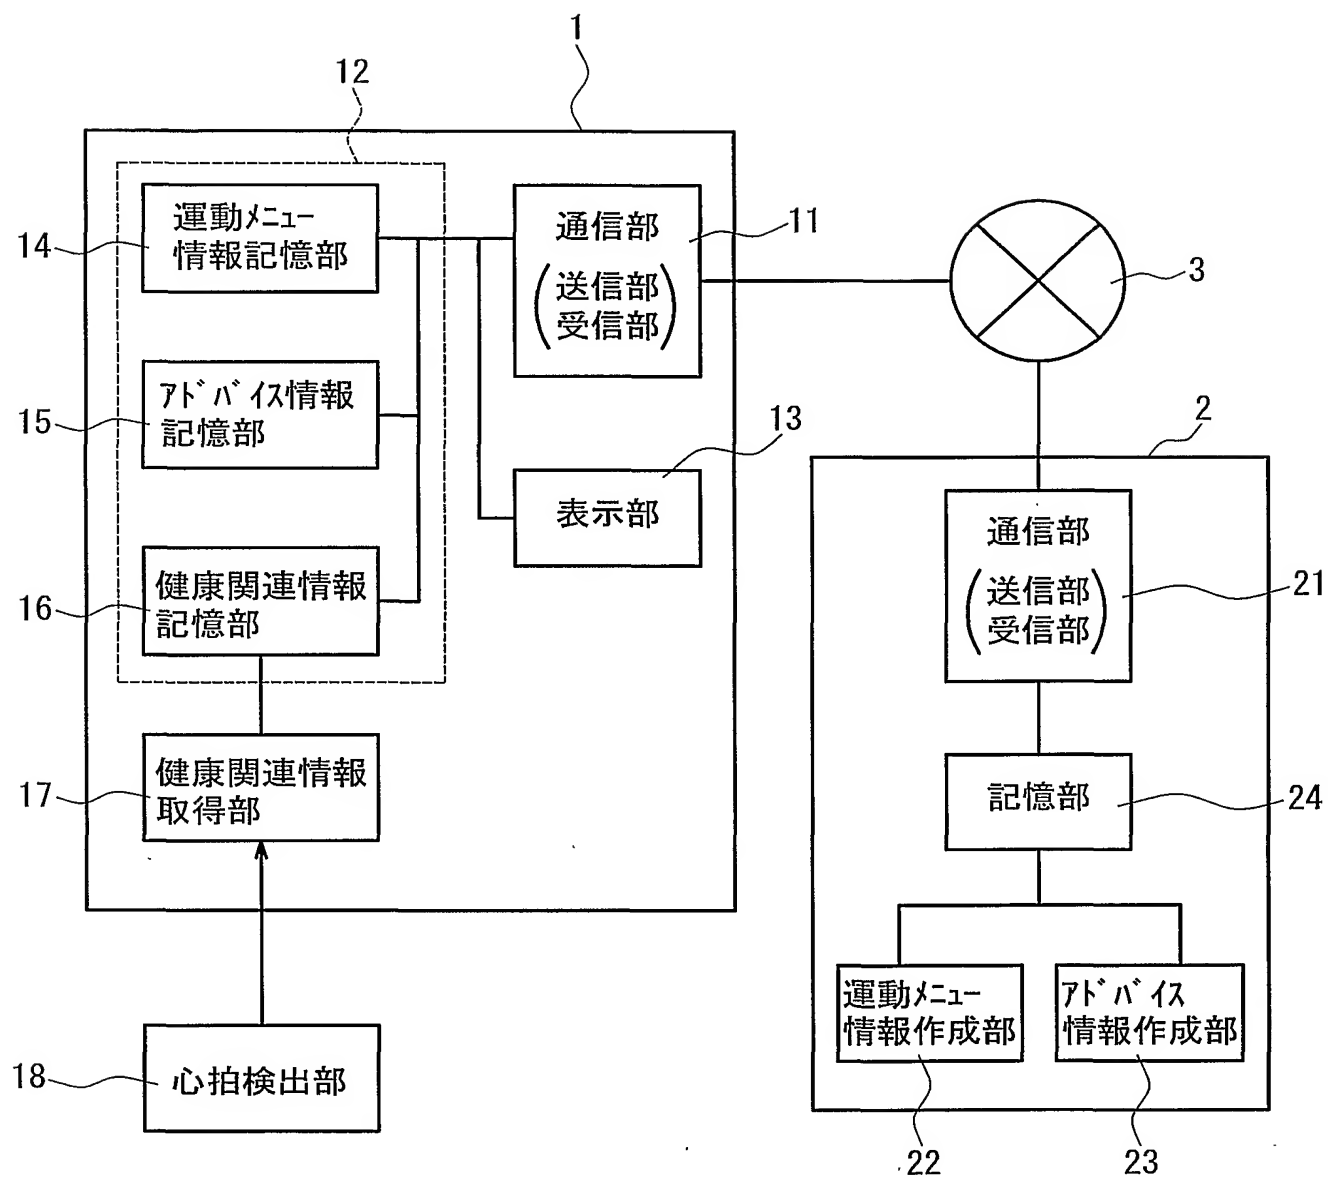 1
12
運動メニュー
情報記憶部
14
通信部
(送信部
受信部)
11
3
アドバイス情報
記憶部
15
13
表示部
2
通信部
(送信部
受信部)
21
健康関連情報
記憶部
16
健康関連情報
取得部
17
記憶部
24
運動メニュー
情報作成部
アドバイス
情報作成部
心拍検出部
18
22
23